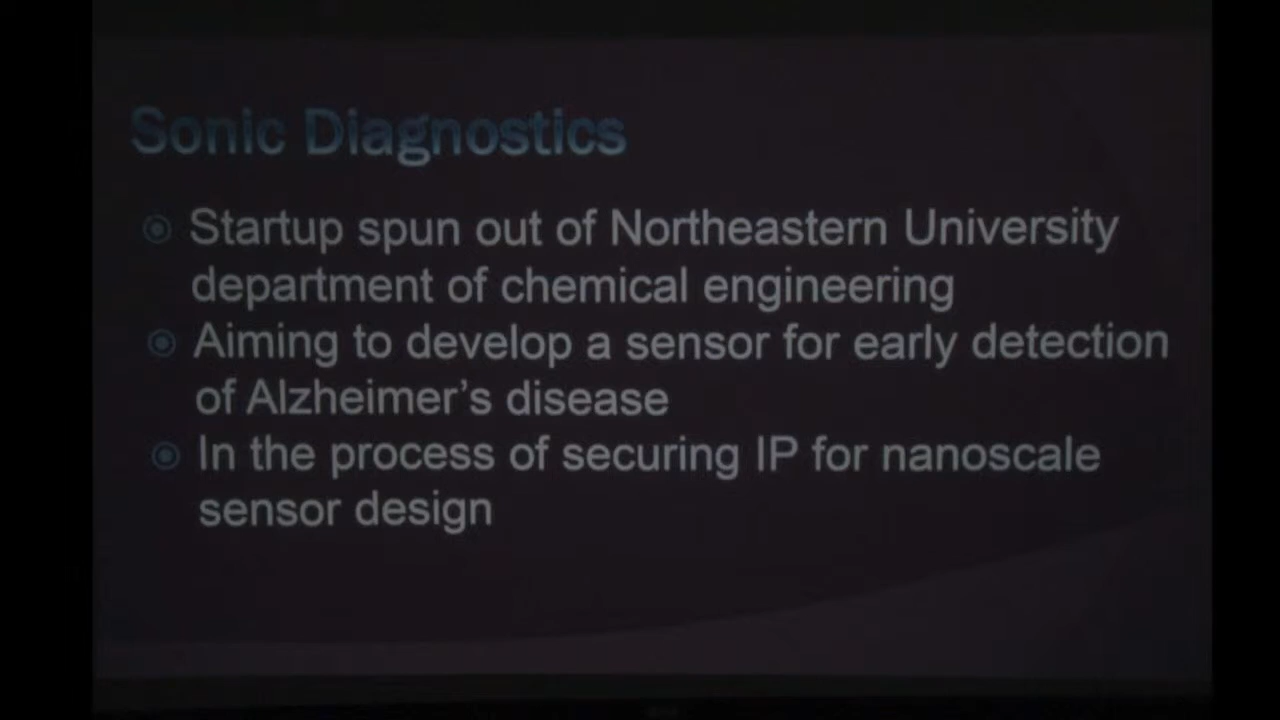 Sonic Diagnostics
Startup spun out of Northeastern University
department of chemical engineering
Aiming to develop a sensor for early detection
of Alzheimer's disease
In the process of securing IP for nanoscale
sensor design